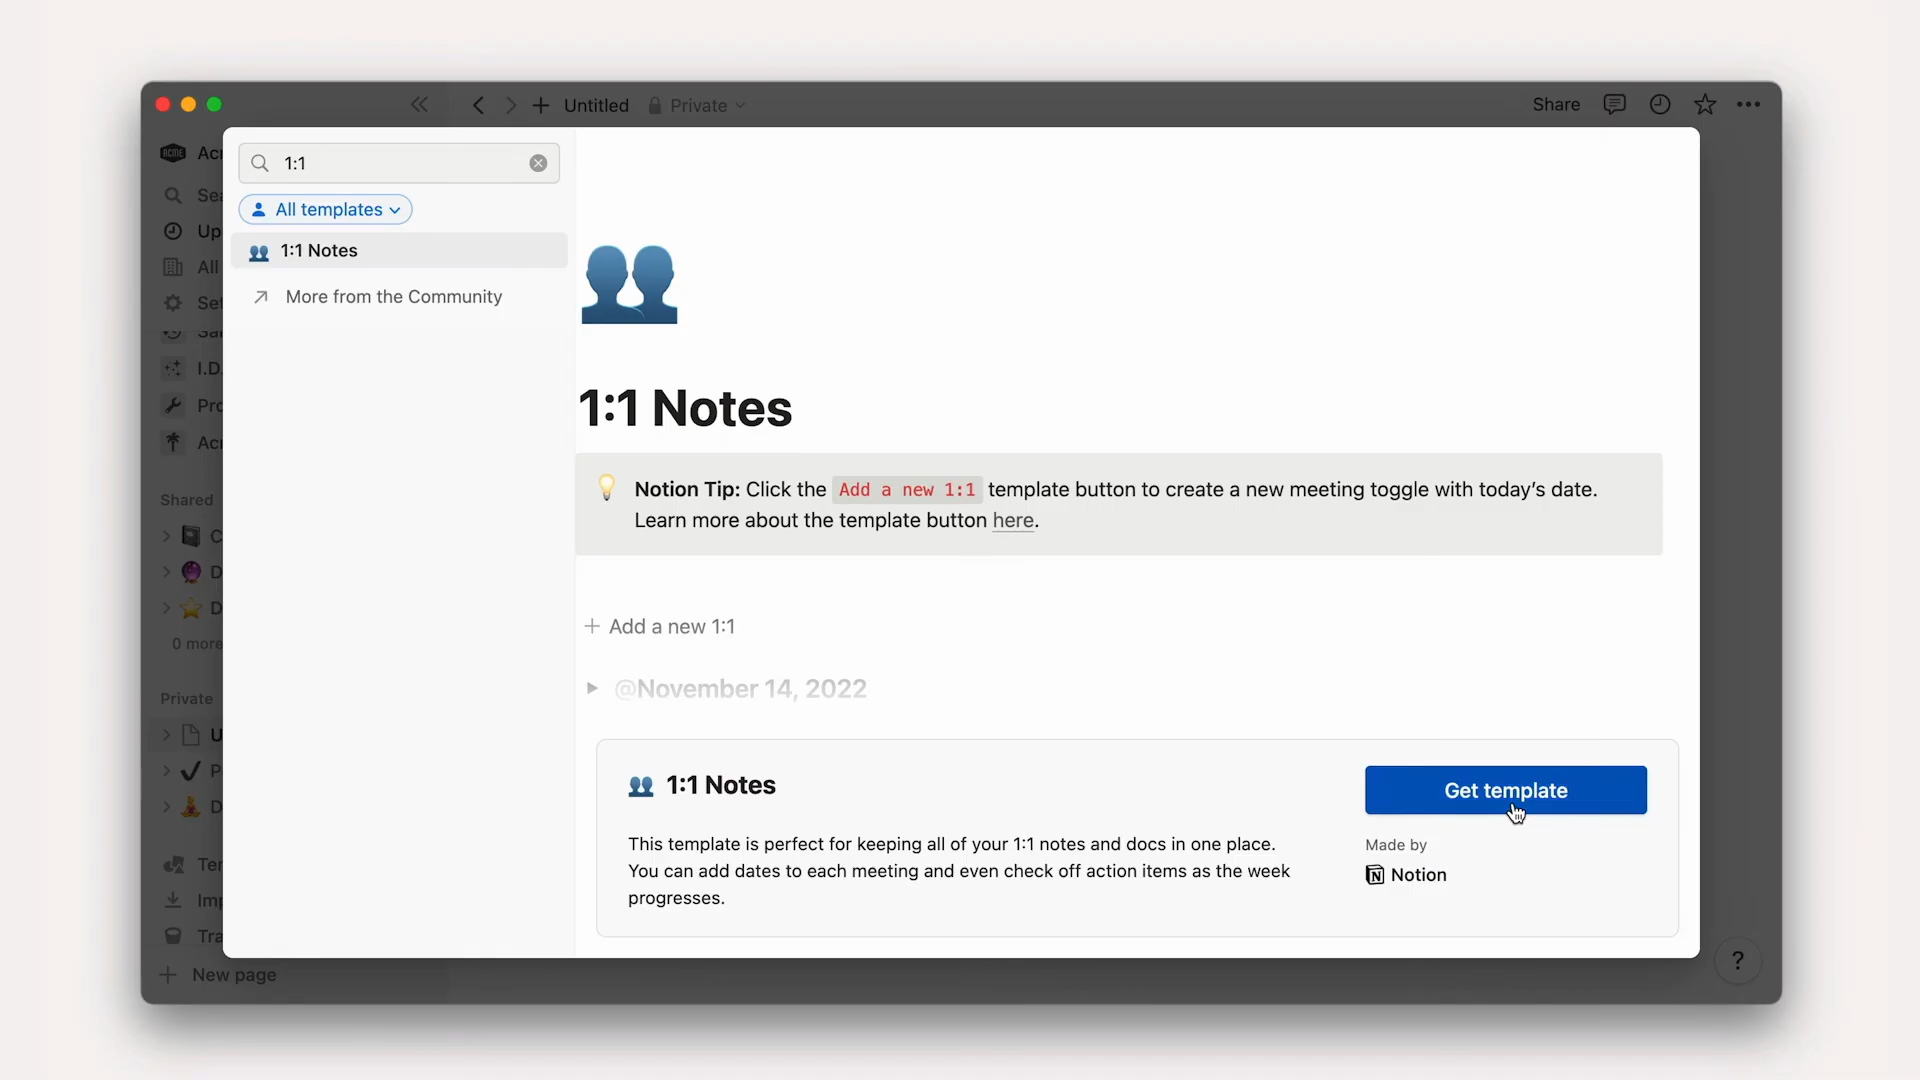 Untitled
Private
Share
ACME
1:1
All templates
1:1 Notes
More from the Community
Shared
0 more
Private
New page
1:1 Notes
Notion Tip: Click the Add a new 1:1 template button to create a new meeting toggle with today's date.
Learn more about the template button here.
+ Add a new 1:1
@November 14, 2022
1:1 Notes
This template is perfect for keeping all of your 1:1 notes and docs in one place.
You can add dates to each meeting and even check off action items as the week
progresses.
Get template
Made by
Notion
?